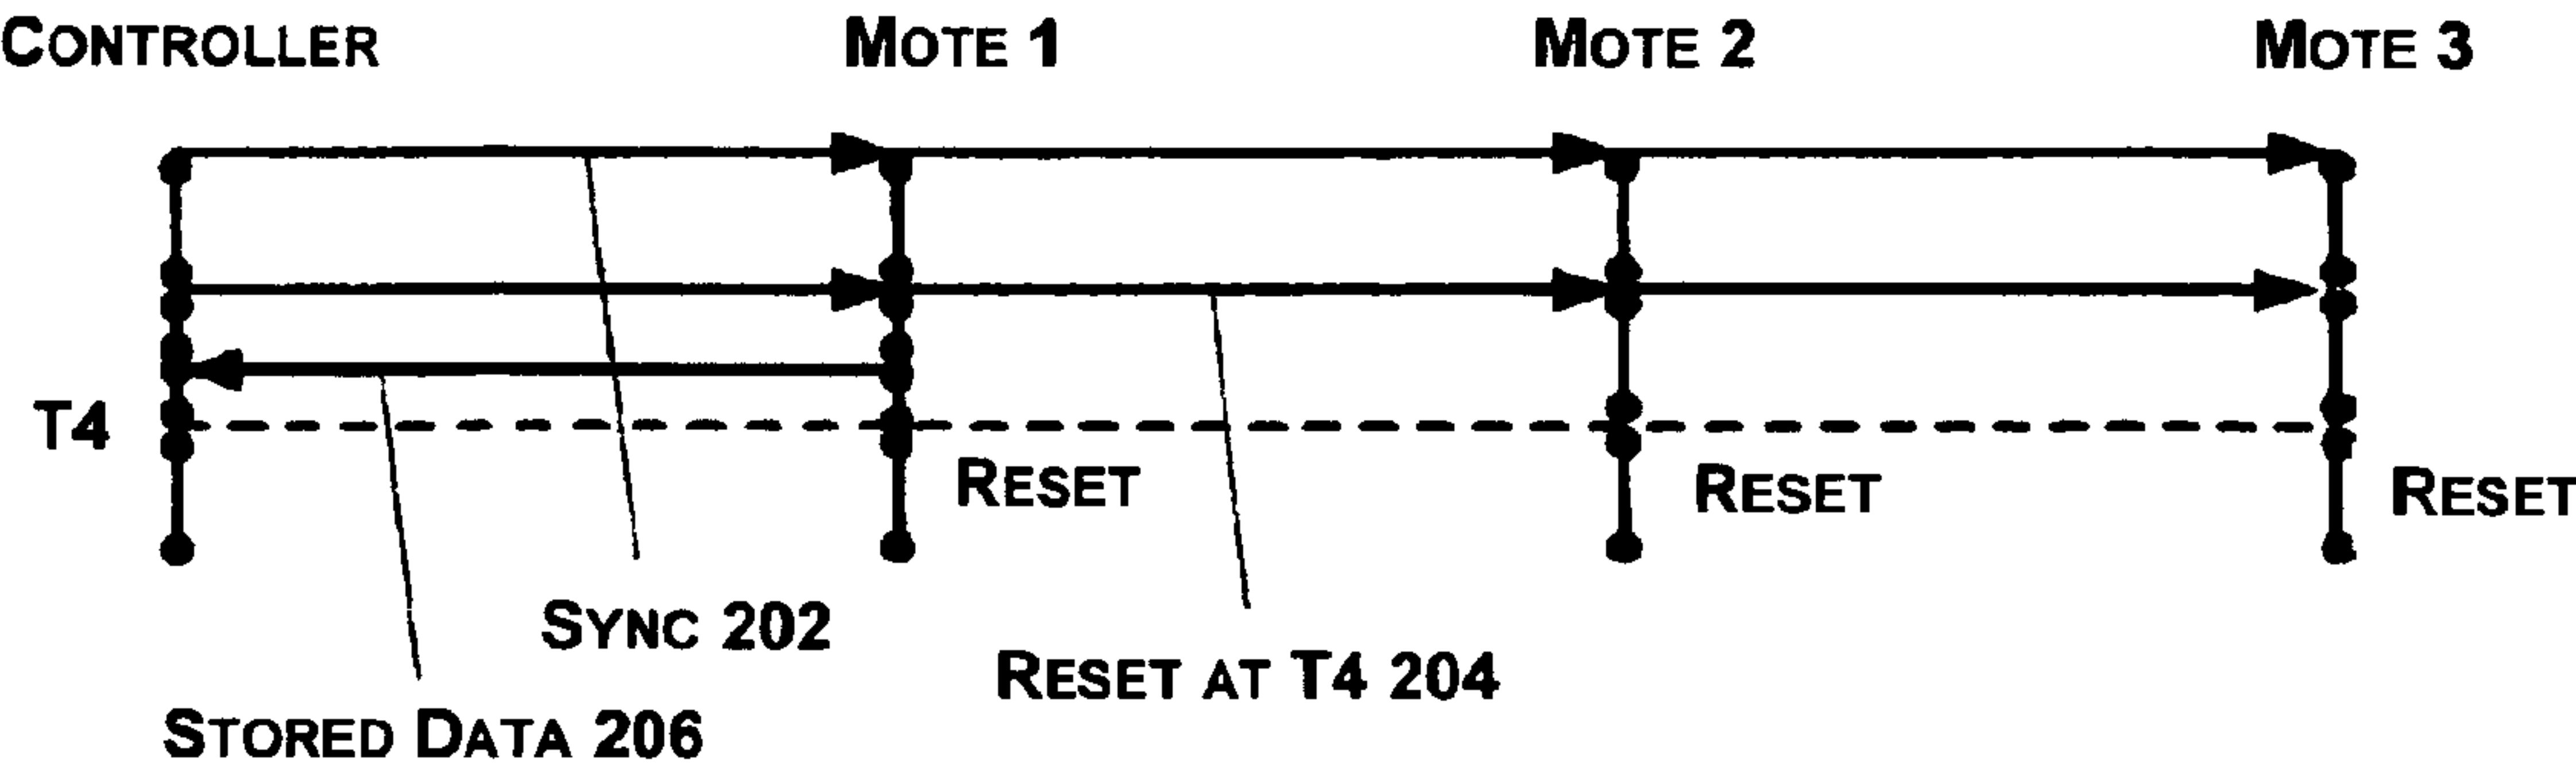 CONTROLLER MOTE 1 MOTE 2 MOTE 3
T4
RESET RESET RESET
SYNC 202
RESET AT T4 204
STORED DATA 206